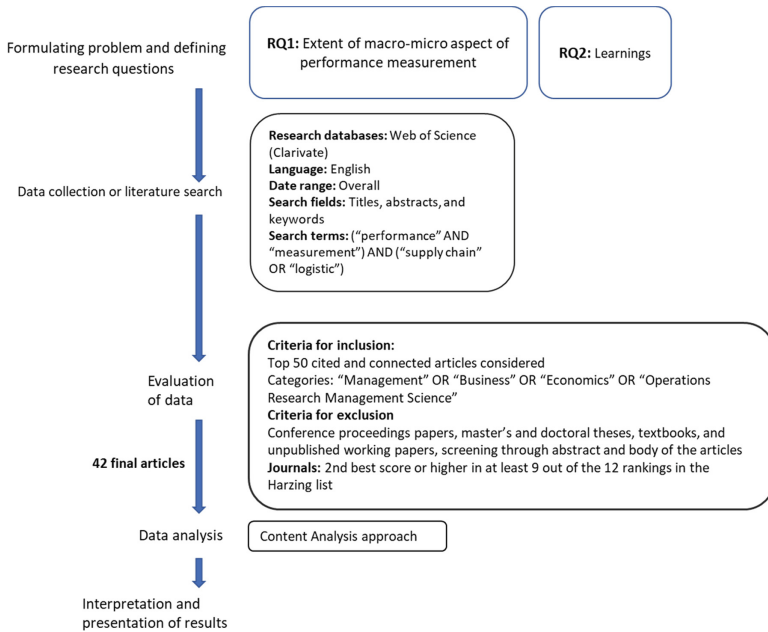 Formulating problem and defining
research questions
RQ1: Extent of macro-micro aspect of
performance measurement
RQ2: Learnings
Data collection or literature search
Research databases: Web of Science
(Clarivate)
Language: English
Date range: Overall
Search fields: Titles, abstracts, and
keywords
Search terms: (“performance” AND
“measurement”) AND (“supply chain”
OR “logistic”)
Evaluation
of data
Criteria for inclusion:
Top 50 cited and connected articles considered
Categories: “Management” OR “Business” OR “Economics” OR “Operations
Research Management Science”
Criteria for exclusion
Conference proceedings papers, master’s and doctoral theses, textbooks, and
unpublished working papers, screening through abstract and body of the articles
Journals: 2nd best score or higher in at least 9 out of the 12 rankings in the
Harzing list
42 final articles
Data analysis
Content Analysis approach
Interpretation and
presentation of results